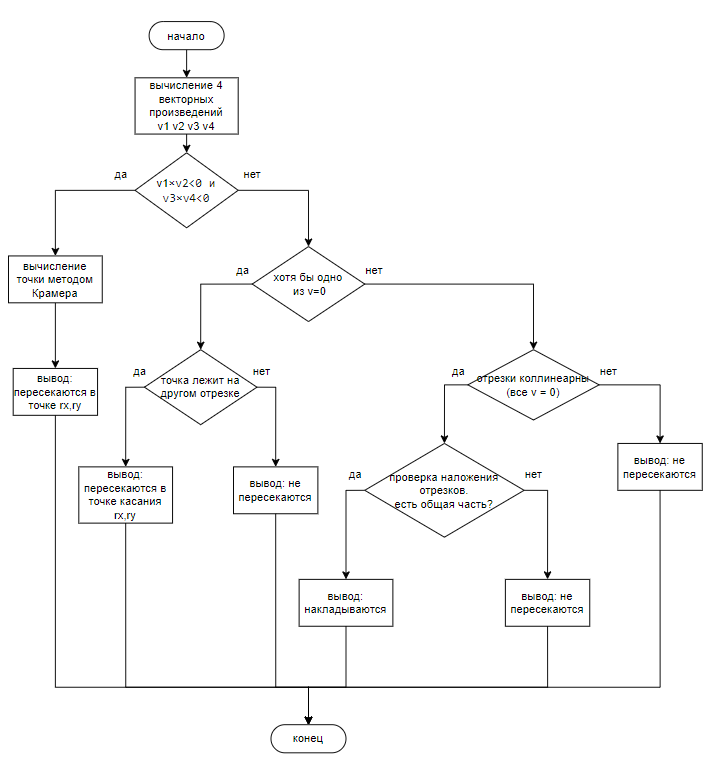 начало
вычисление 4
векторных
произведений
v1 v2 v3 v4
да
нет
v1×v2<0 и
v3×v4<0
вычисление
точки методом
Крамера
да
нет
хотя бы одно
из v=0
вывод:
пересекаются в
точке rx,ry
да
нет
точка лежит на
другом отрезке
да
нет
отрезки коллинеарны
(все v = 0)
вывод:
пересекаются в
точке касания
rx,ry
вывод: не
пересекаются
да
нет
проверка наложения
отрезков.
есть общая часть?
вывод: не
пересекаются
вывод:
накладываются
вывод: не
пересекаются
конец